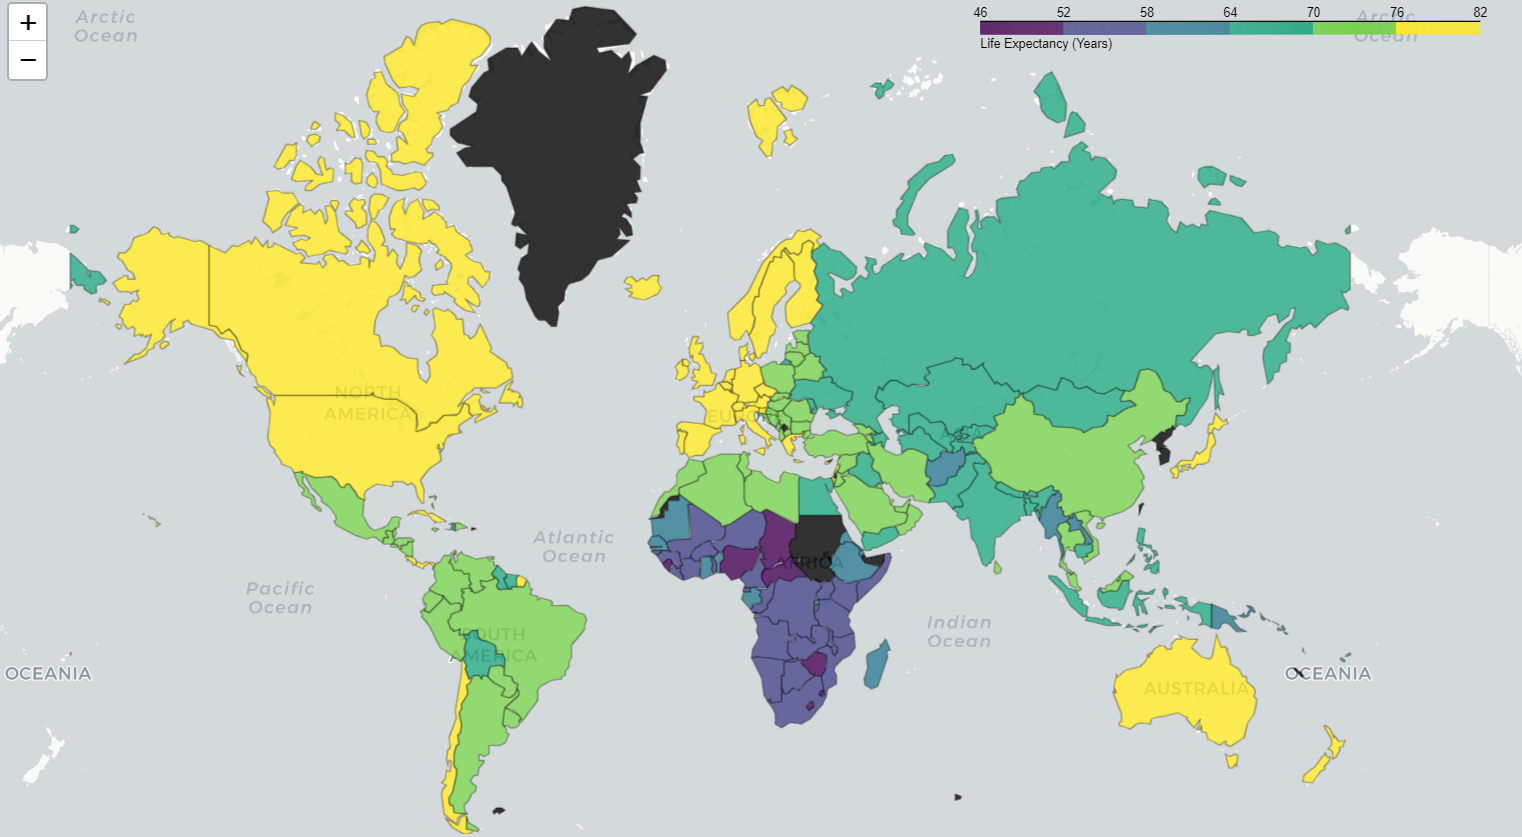 +
−
Arctic
Ocean
46 52 58 64 70 76 82
Arctic
Ocean
Life Expectancy (Years)
NORTH
AMERICA
EUROPE
ASIA
Atlantic
Ocean
AFRICA
Pacific
Ocean
SOUTH
AMERICA
Indian
Ocean
OCEANIA
OCEANIA
AUSTRALIA